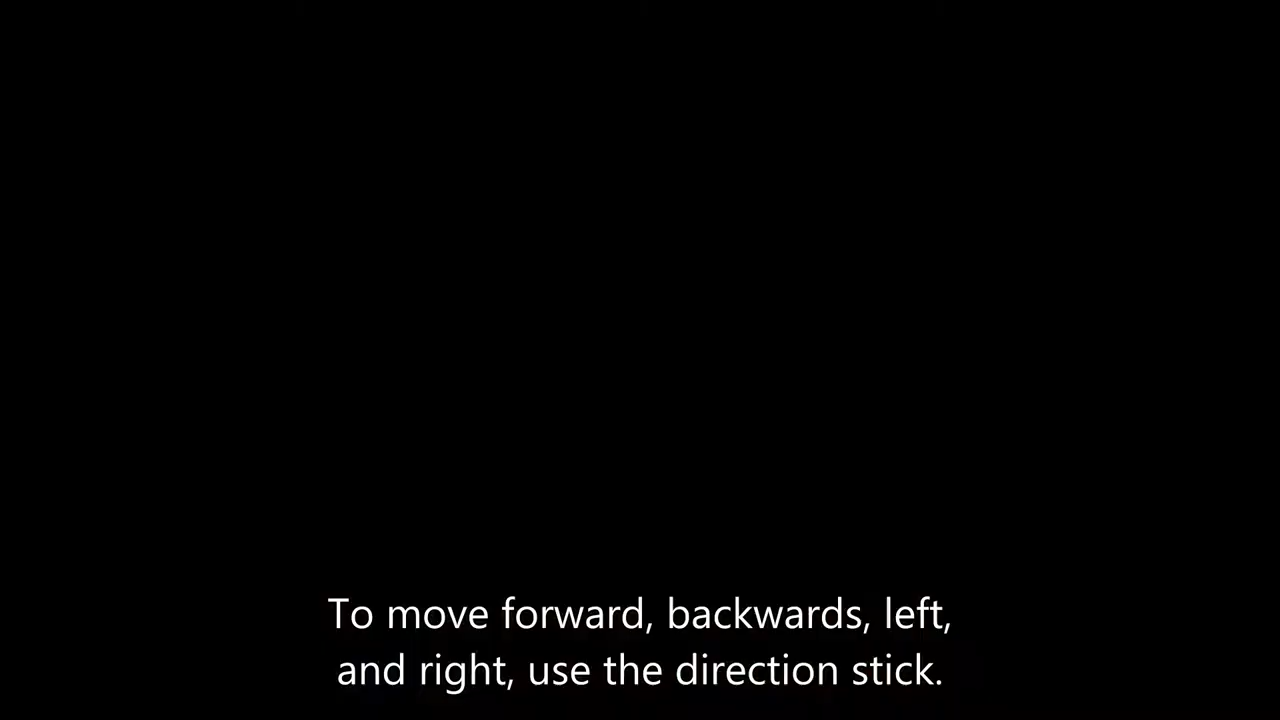 To move forward, backwards, left,
and right, use the direction stick.